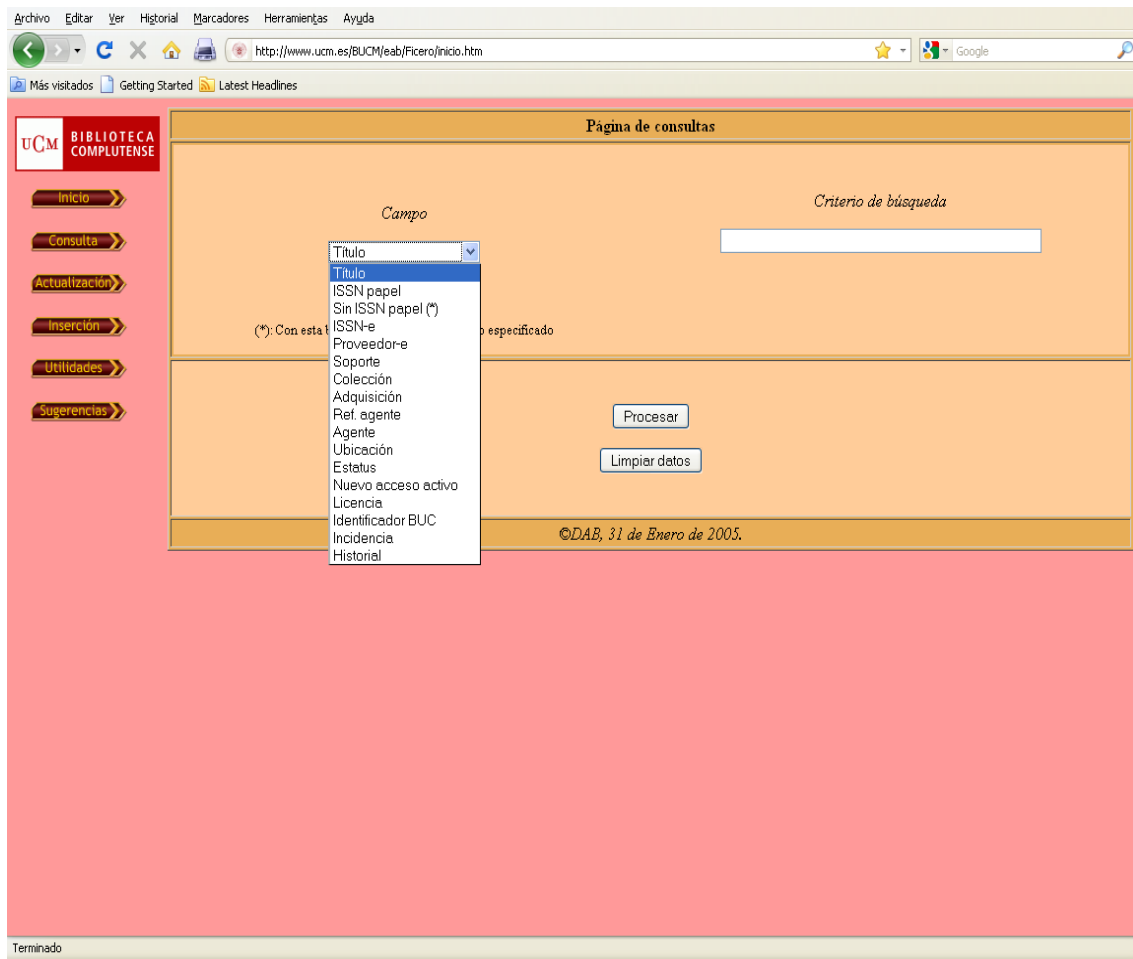 Archivo Editar Ver Historial Marcadores Herramientas Ayuda
http://www.ucm.es/BUCM/eab/Ficero/inicio.htm
Google
Más visitados Getting Started Latest Headlines
UCM BIBLIOTECA COMPLUTENSE
Inicio
Consulta
Actualización
Inserción
Utilidades
Sugerencias
Página de consultas
Campo
Criterio de búsqueda
Título
Título
ISSN papel
Sin ISSN papel (*)
ISSN-e
Proveedor-e
Soporte
Colección
Adquisición
Ref. agente
Agente
Ubicación
Estatus
Nuevo acceso activo
Licencia
Identificador BUC
Incidencia
Historial
(*): Con esta especificado
Procesar
Limpiar datos
©DAB, 31 de Enero de 2005.
Terminado